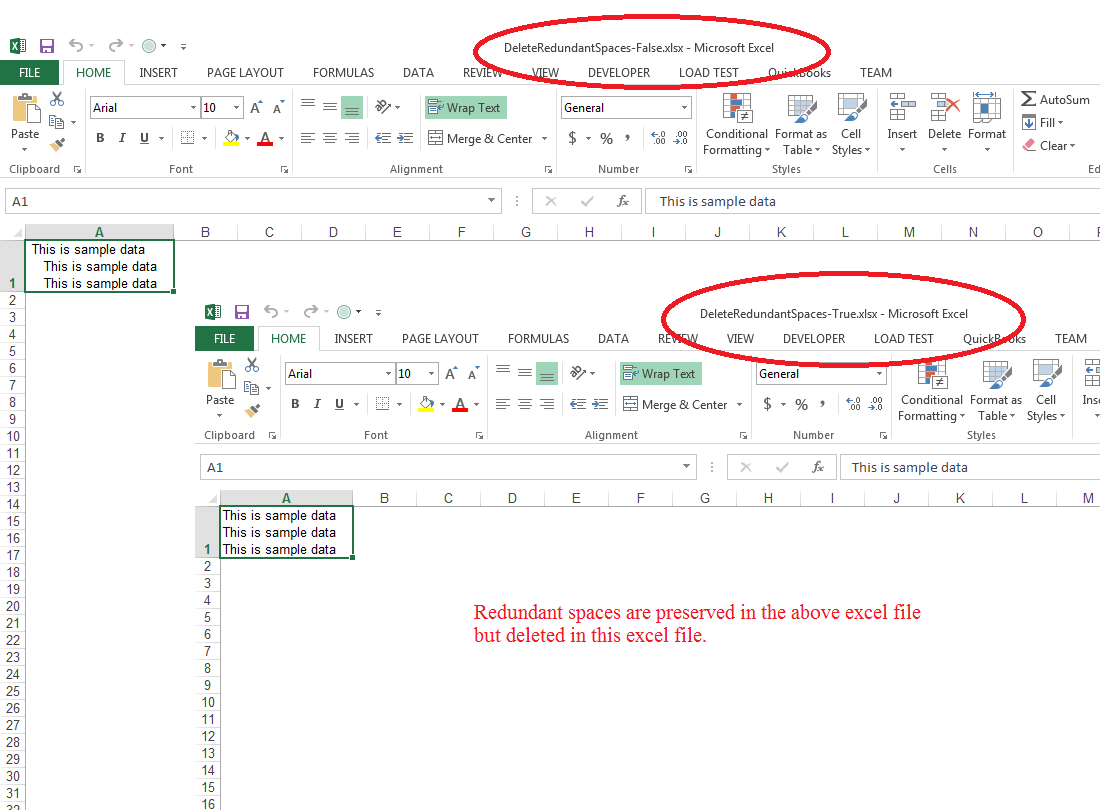 DeleteRedundantSpaces-False.xlsx - Microsoft Excel
FILE HOME INSERT PAGE LAYOUT FORMULAS DATA REVIEW VIEW DEVELOPER LOAD TEST QuickBooks TEAM
Arial 10 A A Wrap Text General AutoSum
Paste B I U A Merge & Center $ % , Conditional Formatting Format as Table Cell Styles Insert Delete Format Fill
Clear
Clipboard Font Alignment Number Styles Cells Ed
A1 fx This is sample data
A B C D E F G H I J K L M N O
This is sample data
This is sample data
1 This is sample data
2
3
4
5
6
7
8
9
10
11
12
13
14
15
16
17
18
19
20
21
22
23
24
25
26
27
28
29
30
31
32
DeleteRedundantSpaces-True.xlsx - Microsoft Excel
FILE HOME INSERT PAGE LAYOUT FORMULAS DATA REVIEW VIEW DEVELOPER LOAD TEST QuickBooks TEAM
Arial 10 A A Wrap Text General
Paste B I U A Merge & Center $ % , Conditional Formatting Format as Table Cell Styles Inse
Clipboard Font Alignment Number Styles
A1 fx This is sample data
A B C D E F G H I J K L M
This is sample data
This is sample data
1 This is sample data
2
3
4
5
6
7
8
9
10
11
12
13
14
15
16
Redundant spaces are preserved in the above excel file
but deleted in this excel file.